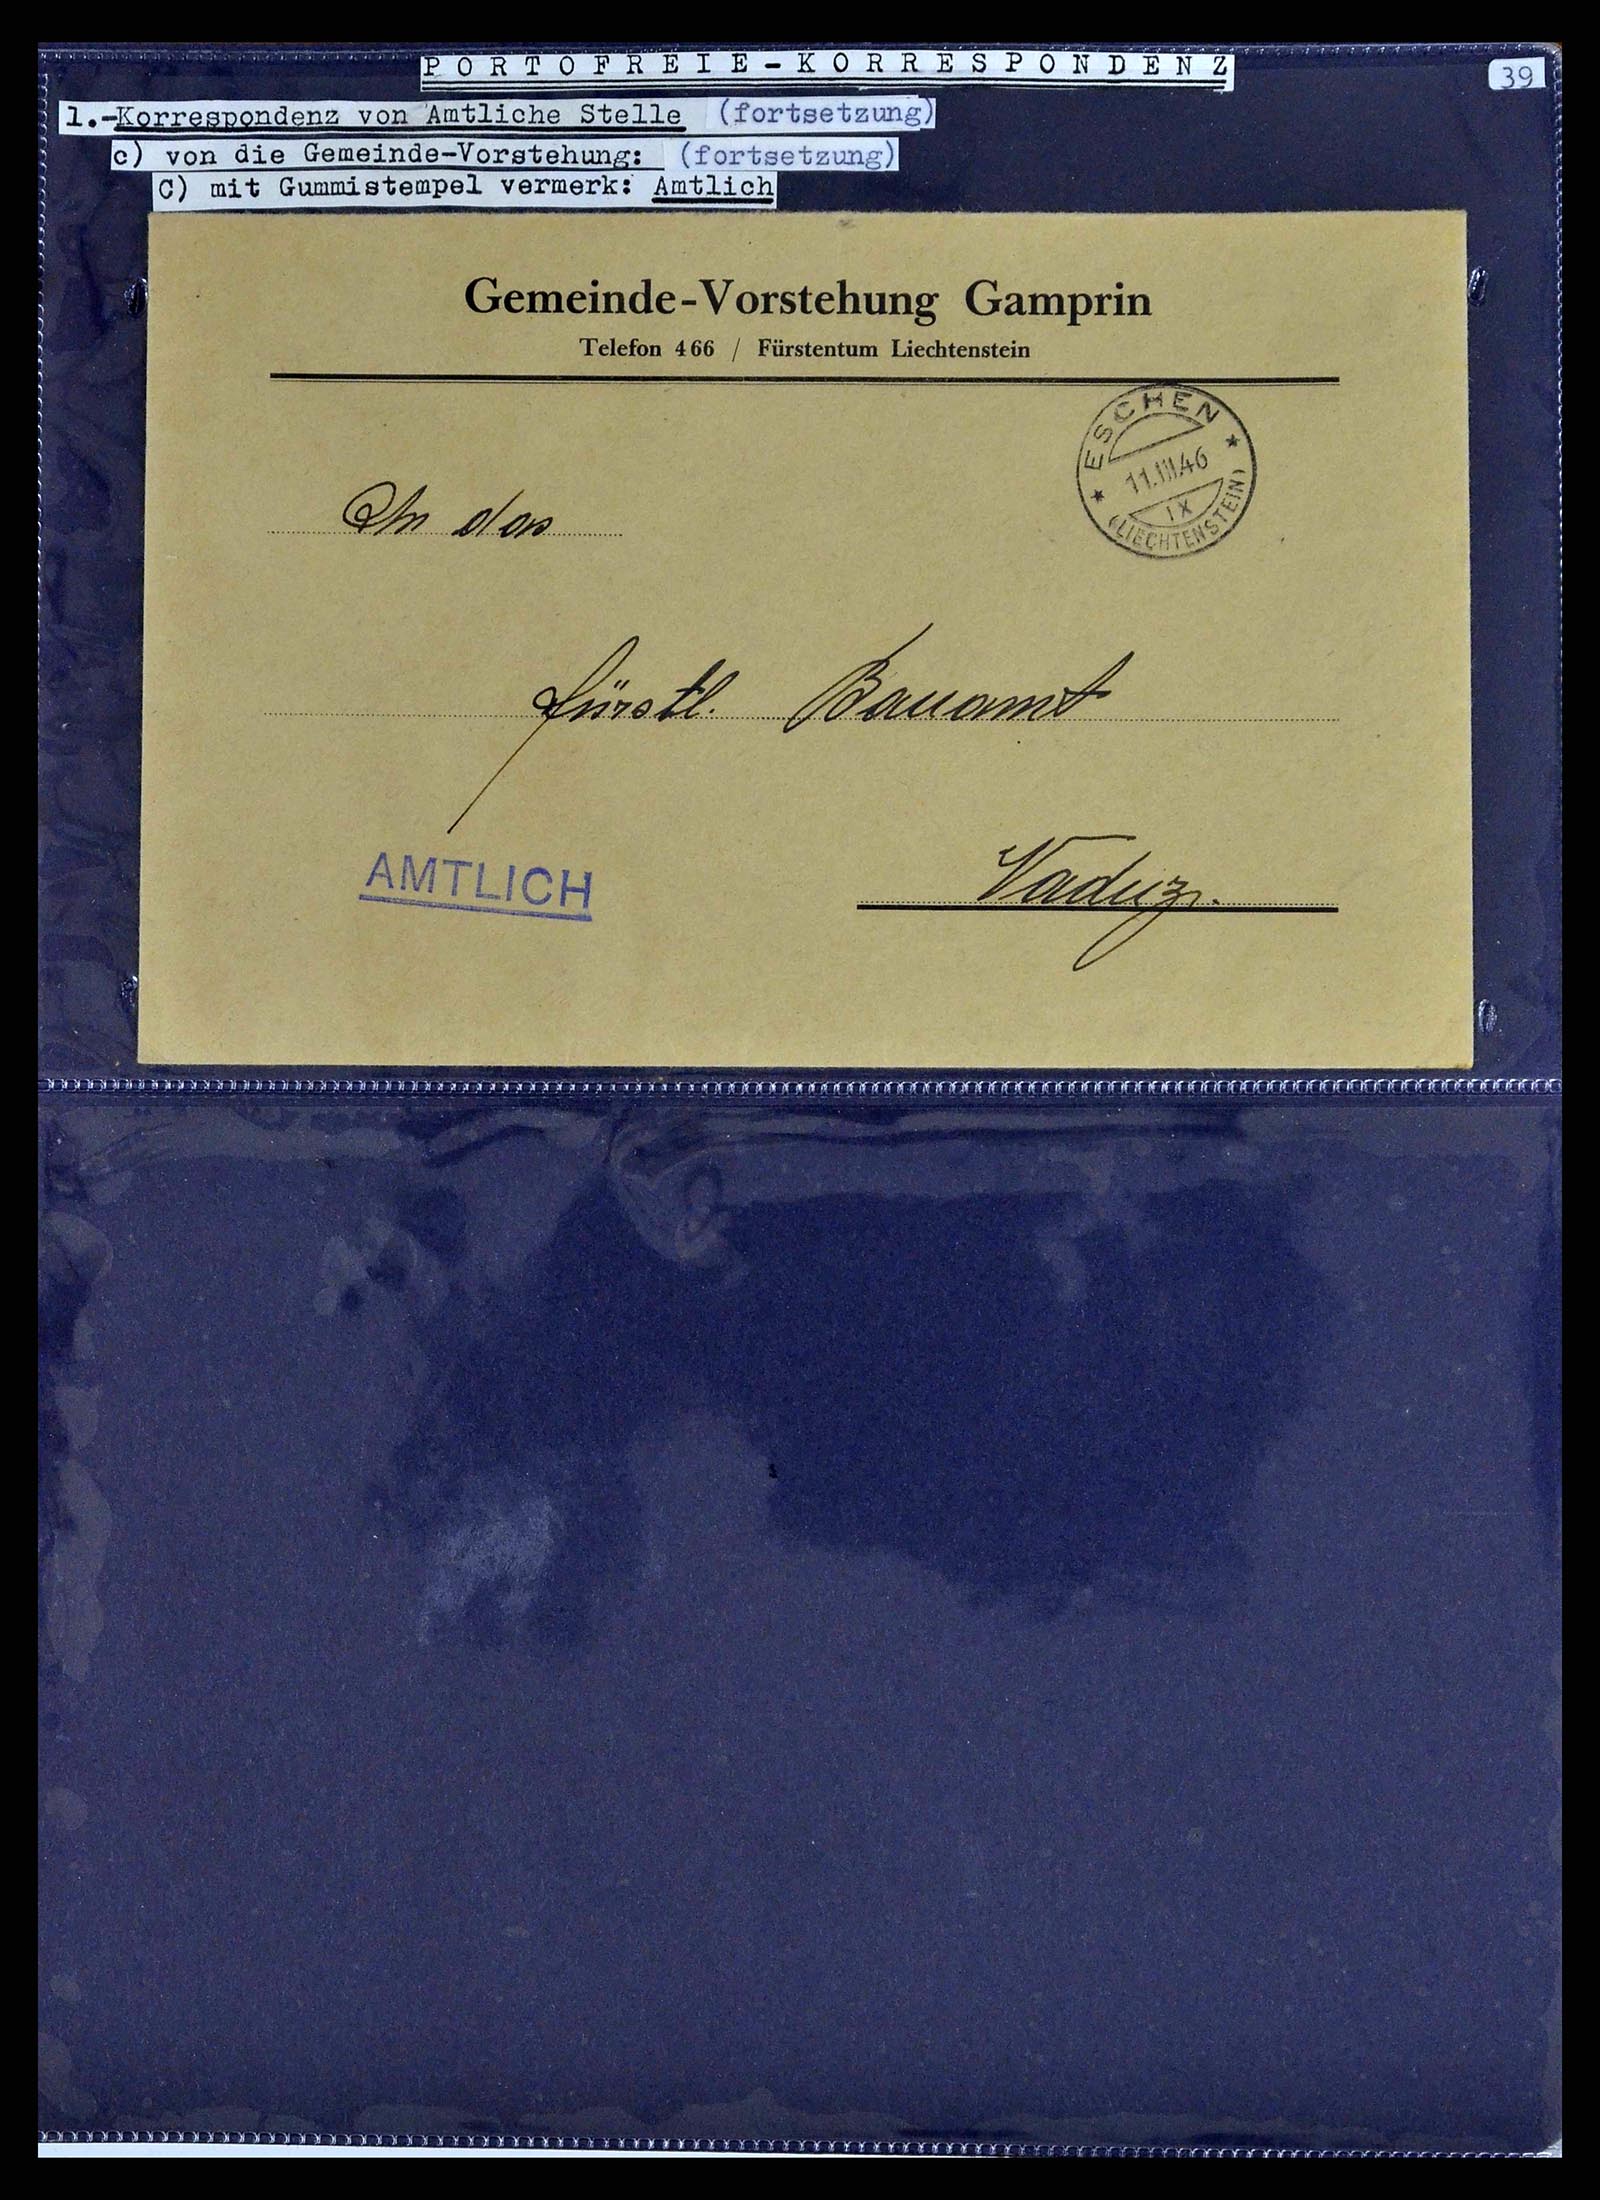 PORTOFREIE-KORRESPONDENZ
39
1.-Korrespondenz von Amtliche Stelle (fortsetzung)
c) von die Gemeinde-Vorstehung: (fortsetzung)
C) mit Gummistempel vermerk: Amtlich
Gemeinde-Vorstehung Gamprin
Telefon 466 / Fürstentum Liechtenstein
ESCHEN
11.III.46
IX
(LIECHTENSTEIN)
An das
fürstl. Bauamt
AMTLICH
Vaduz.